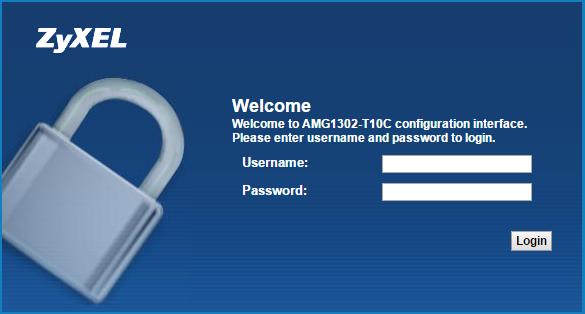 ZyXEL
Welcome
Welcome to AMG1302-T10C configuration interface.
Please enter username and password to login.
Username:
Password:
Login